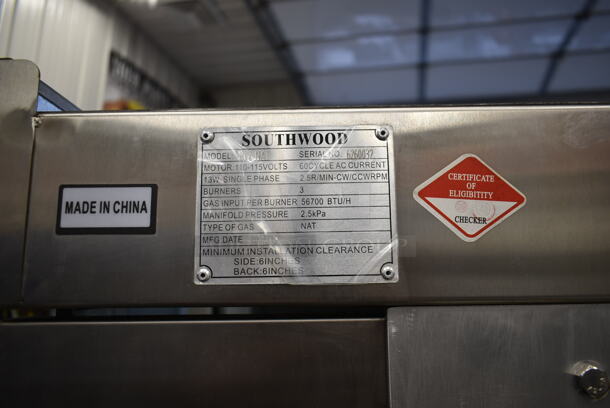 SOUTHWOOD
MODEL SERIAL NO. 6260032
MOTOR 110-115VOLTS 60CYCLE AC CURRENT
13W-SINGLE PHASE 2.5R/MIN-CW/CCWRPM
BURNERS 3
GAS INPUT PER BURNER 56700 BTU/H
MANIFOLD PRESSURE 2.5kPa
TYPE OF GAS NAT
MFG DATE
MINIMUM INSTALLATION CLEARANCE
SIDE:6INCHES
BACK:6INCHES
MADE IN CHINA
CERTIFICATE
OF
ELIGIBITITY
CHECKER